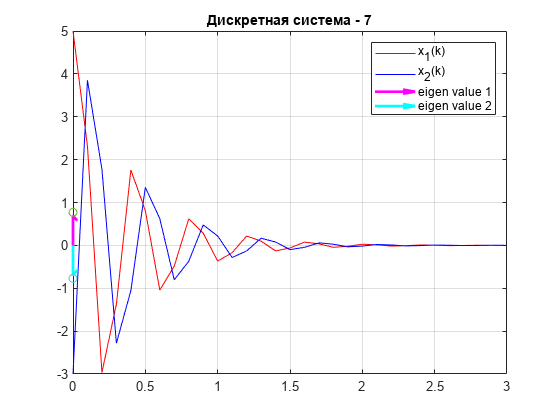 Дискретная система - 7
5
4
3
2
1
0
-1
-2
-3
x1(k)
x2(k)
eigen value 1
eigen value 2
0 0.5 1 1.5 2 2.5 3